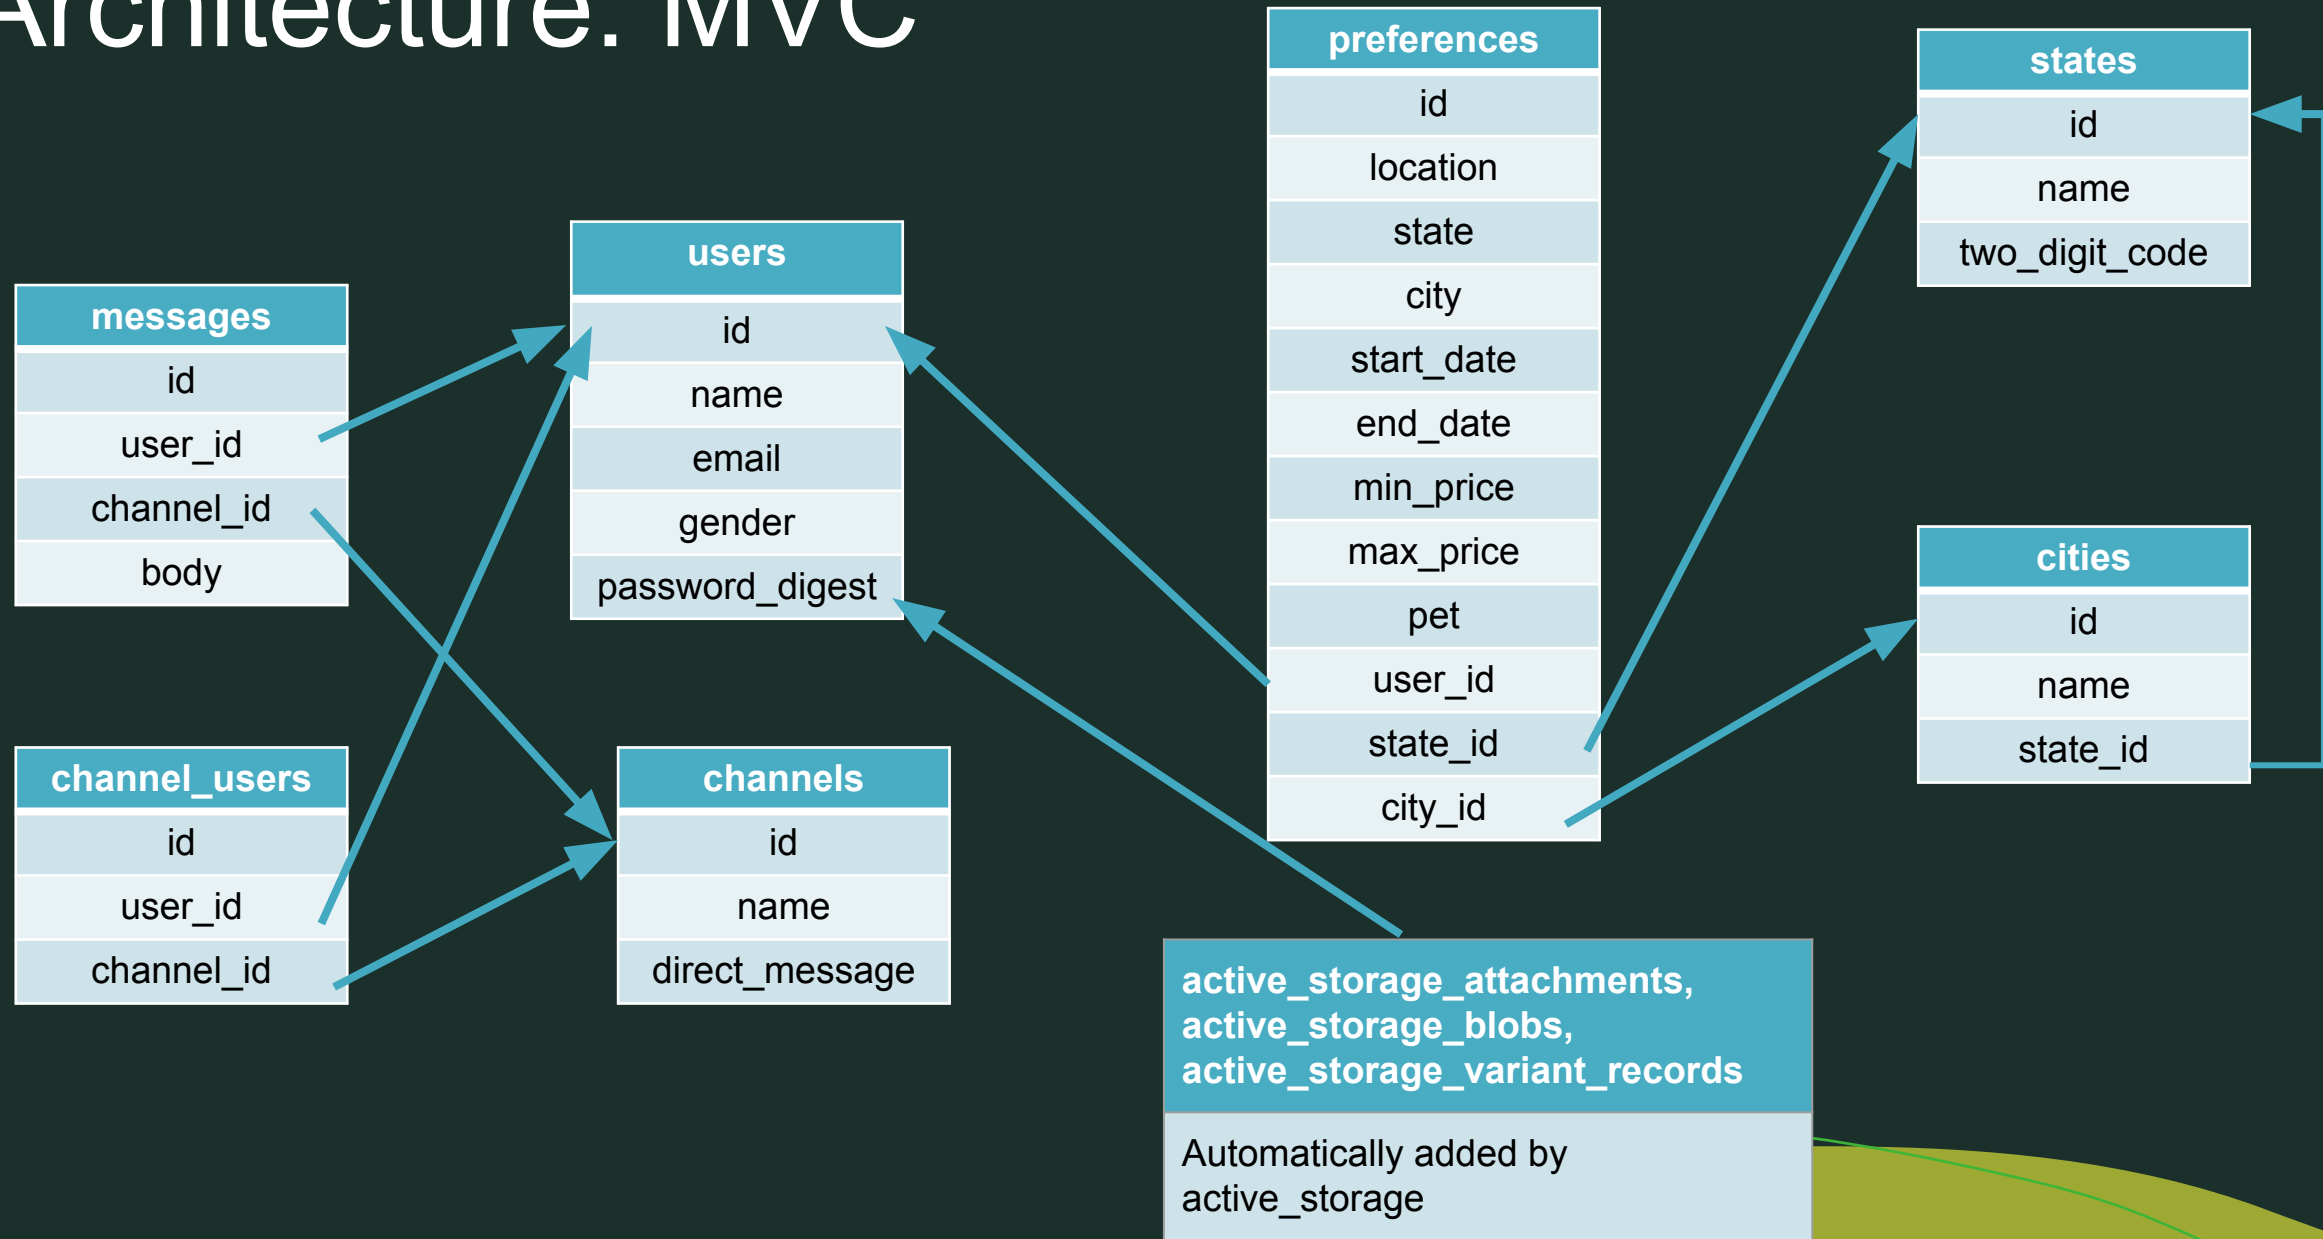 Architecture: MVC
preferences
id
location
state
city
start_date
end_date
min_price
max_price
pet
user_id
state_id
city_id
states
id
name
two_digit_code
users
id
name
email
gender
password_digest
messages
id
user_id
channel_id
body
cities
id
name
state_id
channel_users
id
user_id
channel_id
channels
id
name
direct_message
active_storage_attachments,
active_storage_blobs,
active_storage_variant_records
Automatically added by
active_storage